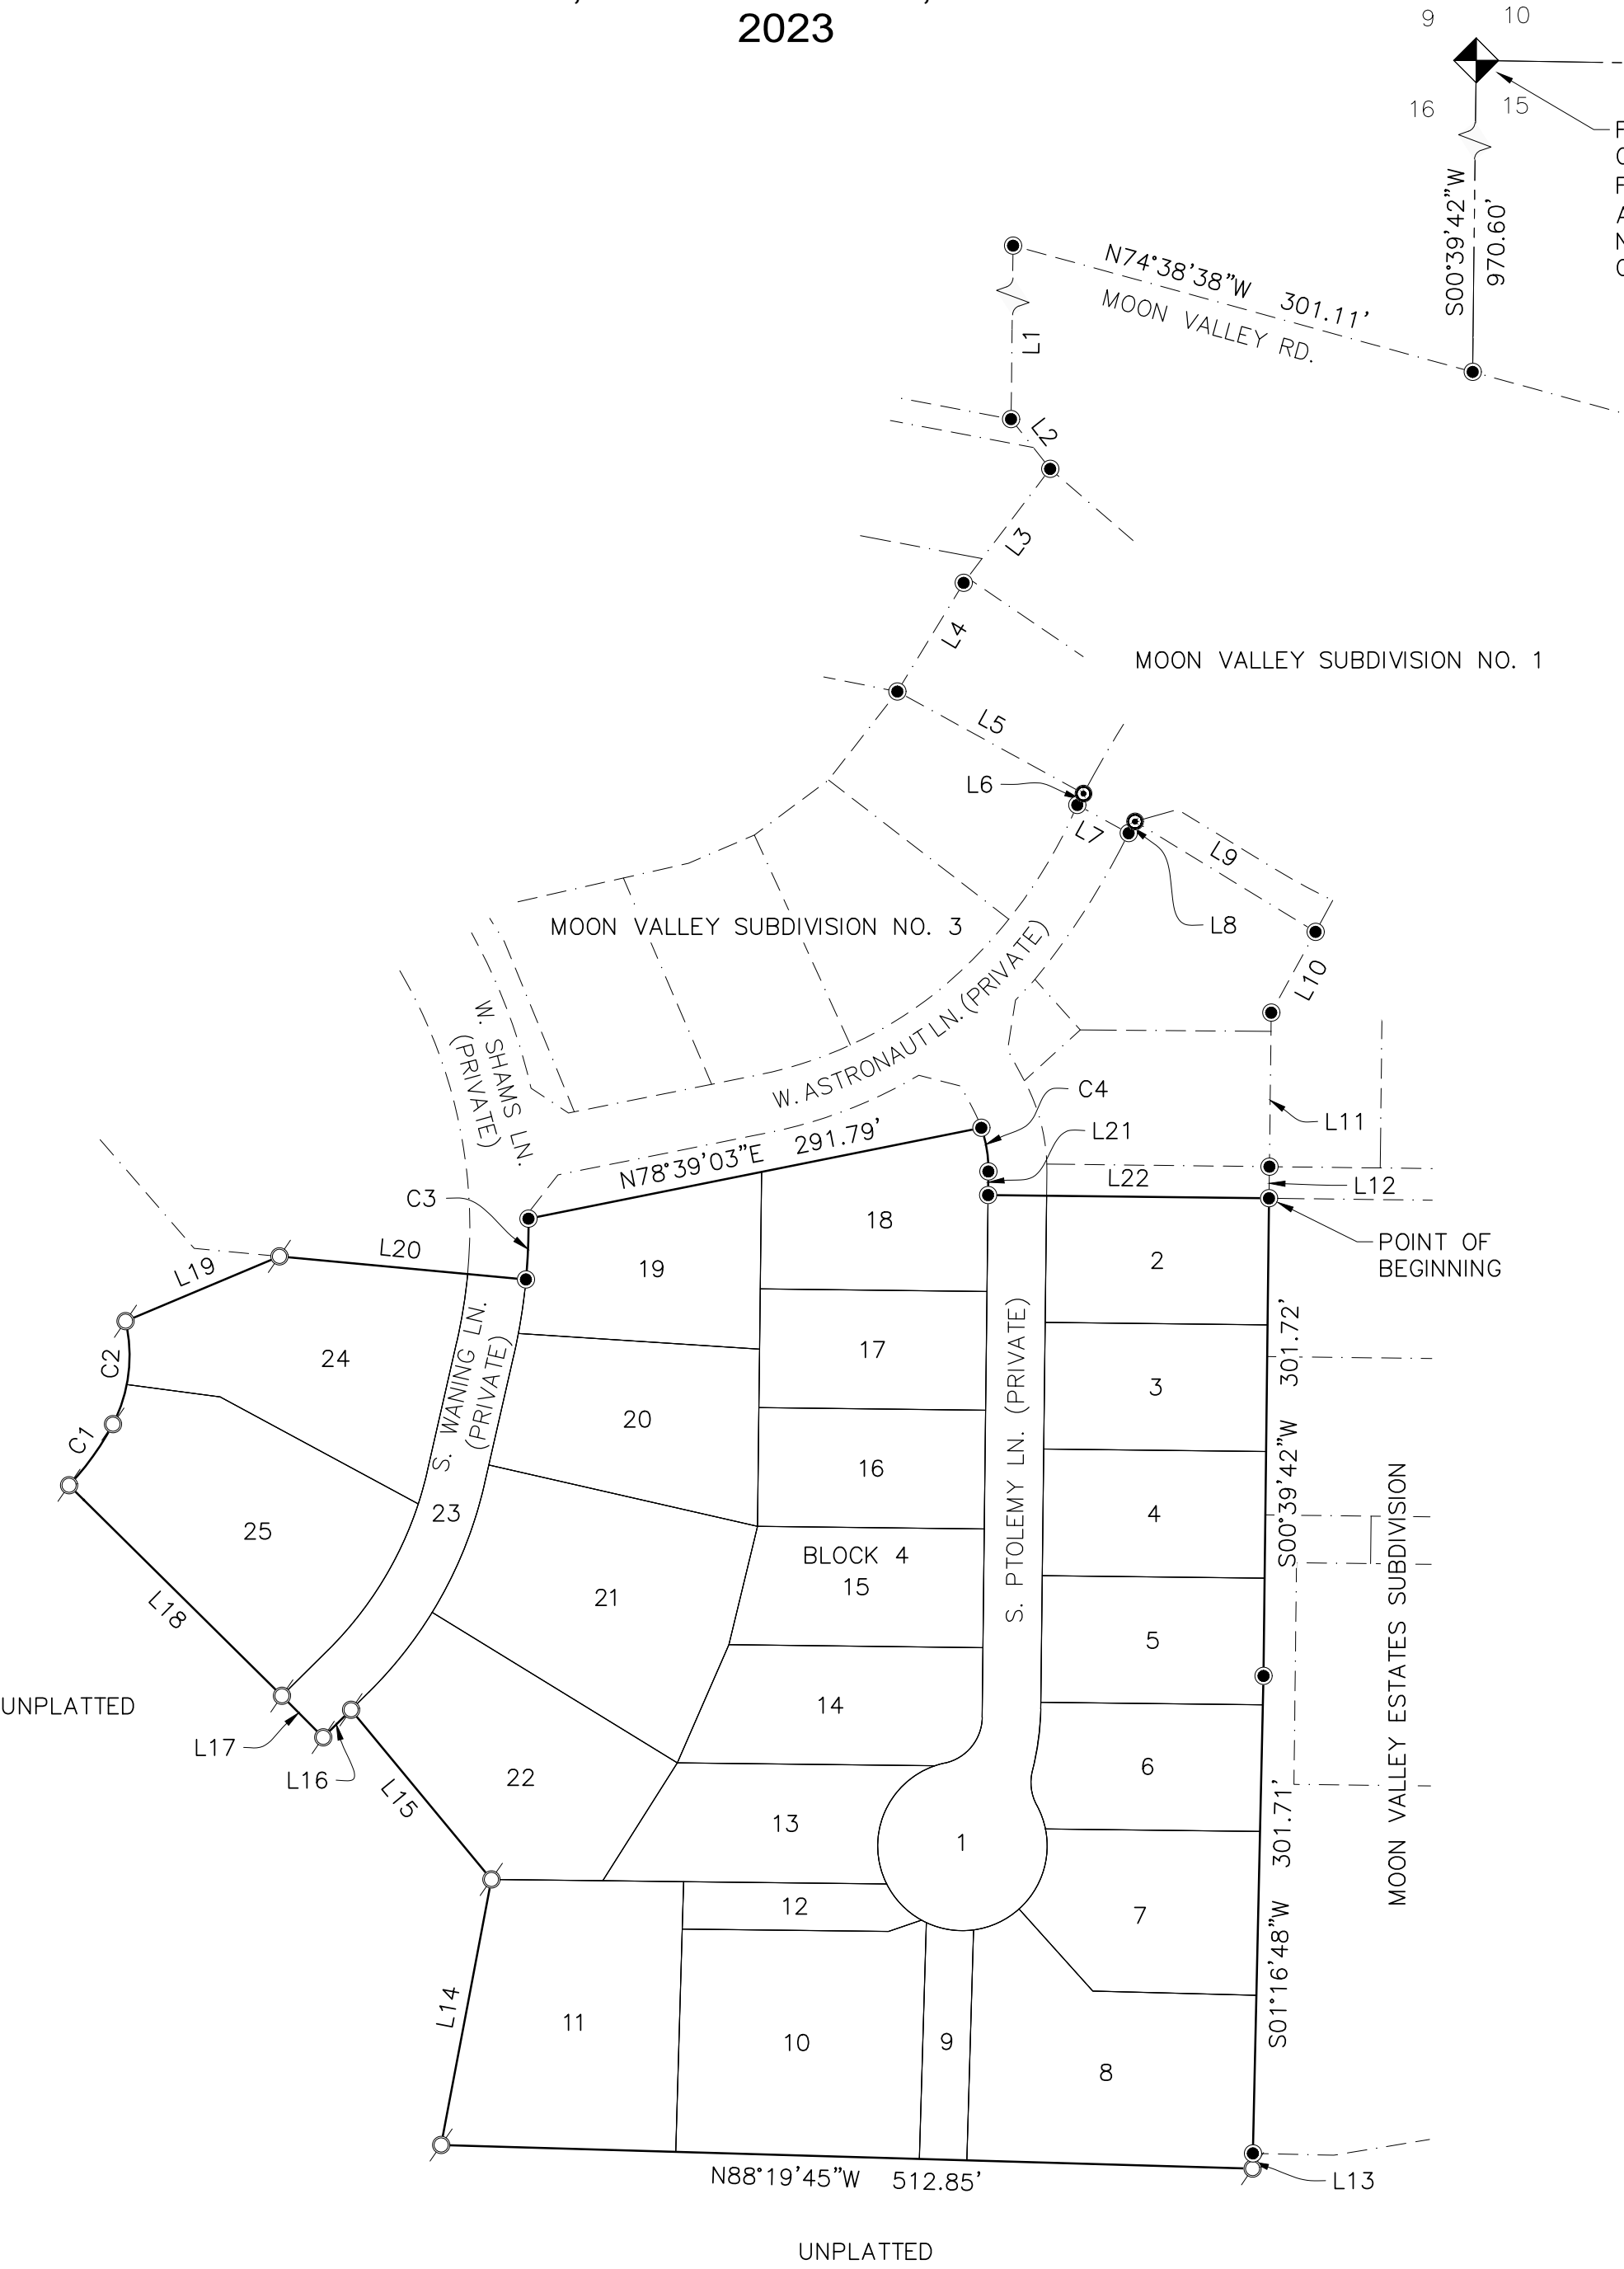 2023
9
10
16
15
S00°39'42"W
970.60'
N74°38'38"W 301.11'
MOON VALLEY RD.
L1
L2
L3
L4
MOON VALLEY SUBDIVISION NO. 1
L5
L6
L7
L9
L8
MOON VALLEY SUBDIVISION NO. 3
L10
W. SHAMS LN.
(PRIVATE)
W. ASTRONAUT LN. (PRIVATE)
C4
L11
L21
N78°39'03"E 291.79'
L22
L12
C3
18
POINT OF
BEGINNING
L20
L19
19
2
S. WANING LN.
(PRIVATE)
S. PTOLEMY LN. (PRIVATE)
301.72'
S00°39'42"W
C2
24
17
3
20
C1
16
4
23
25
BLOCK 4
15
MOON VALLEY ESTATES SUBDIVISION
21
L18
5
UNPLATTED
14
L17
L16
L15
22
6
13
1
301.71'
S01°16'48"W
12
7
L14
11
10
9
8
N88°19'45"W 512.85'
L13
UNPLATTED